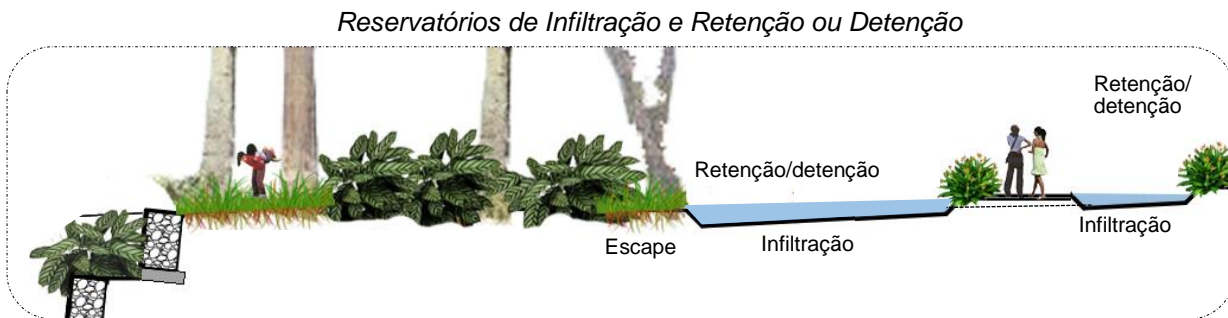 Reservatórios de Infiltração e Retenção ou Detenção
Retenção/
detenção
Retenção/detenção
Escape
Infiltração
Infiltração